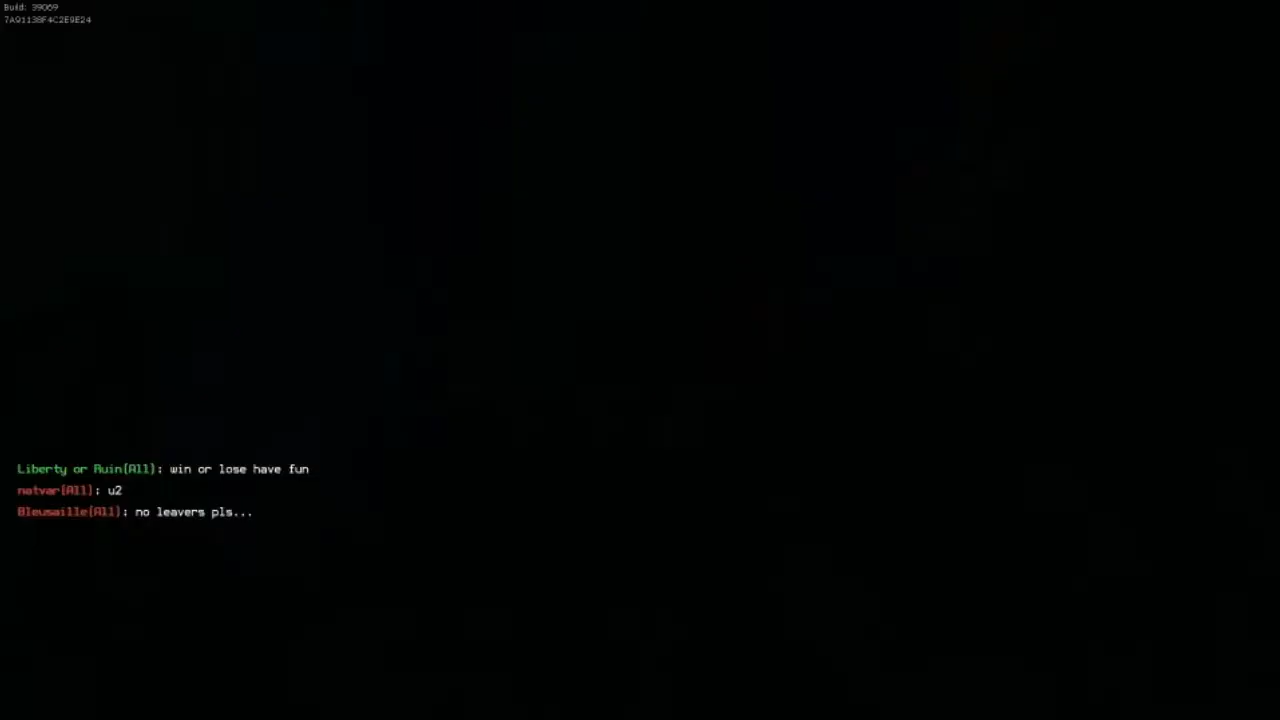 Build: 39069
7A91138F4C2E9E24
Liberty or Ruin(All): win or lose have fun
natvar(All): u2
Bleusaille(All): no leavers pls...